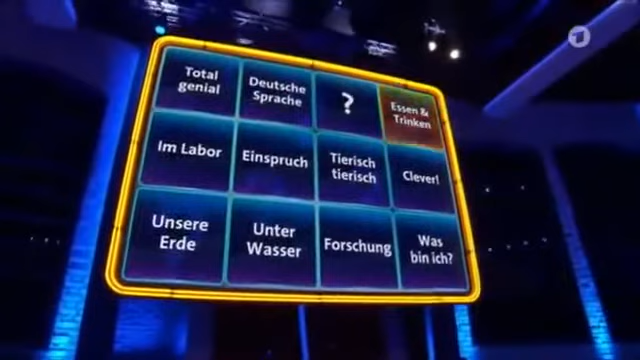 Total
genial
Deutsche
Sprache
?
Essen &
Trinken
Im Labor
Einspruch
Tierisch
tierisch
Clever!
Unsere
Erde
Unter
Wasser
Forschung
Was
bin ich?
1